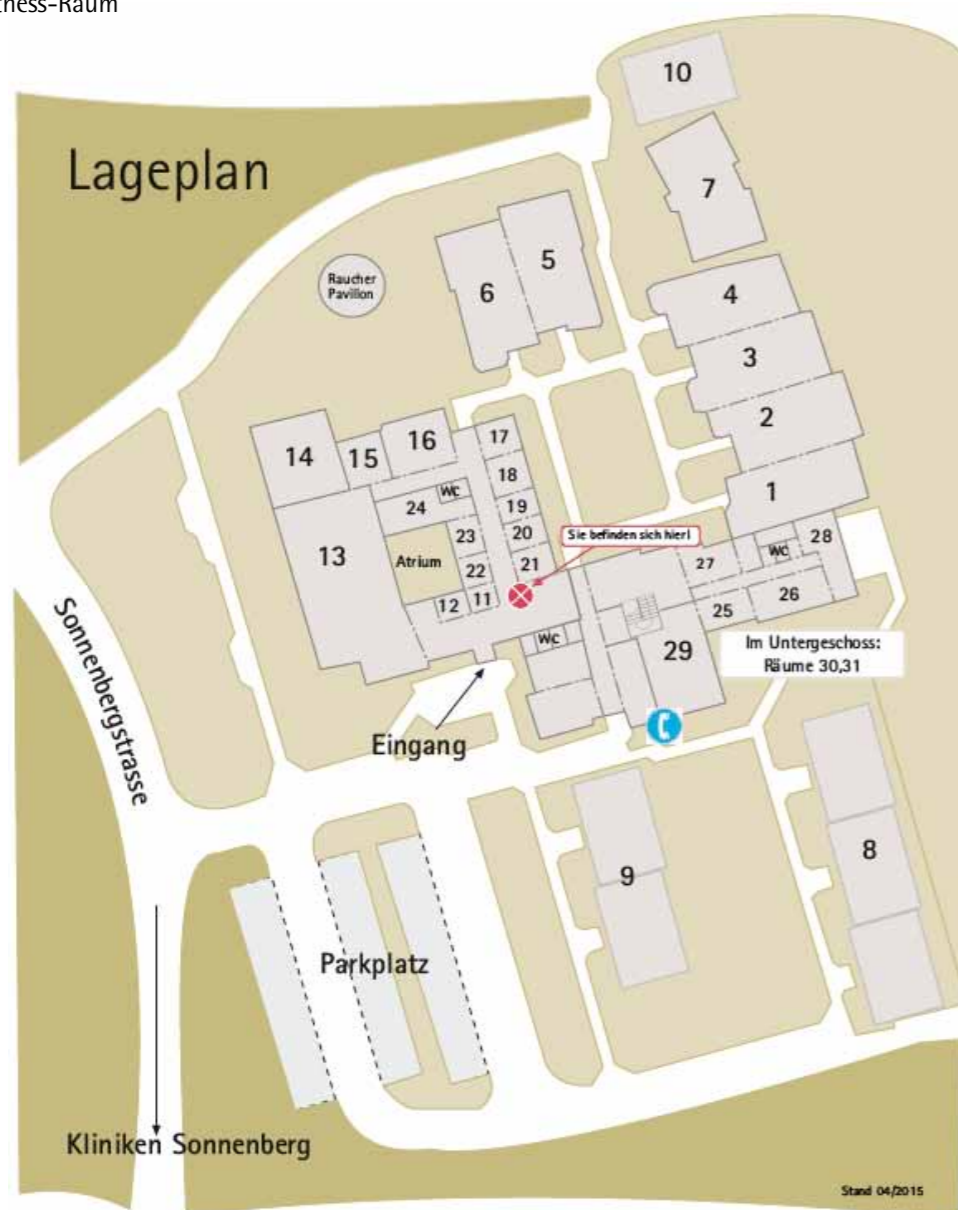 Lageplan
10
7
5
6
Raucher
Pavillon
4
3
2
1
14
15
16
17
18
19
20
21
WC
24
23
22
11
12
13
Atrium
Sie befinden sich hier!
27
WC
28
25
26
WC
29
Im Untergeschoss:
Räume 30,31
Eingang
Sonnenbergstrasse
9
8
Parkplatz
Kliniken Sonnenberg
Stand 04/2015